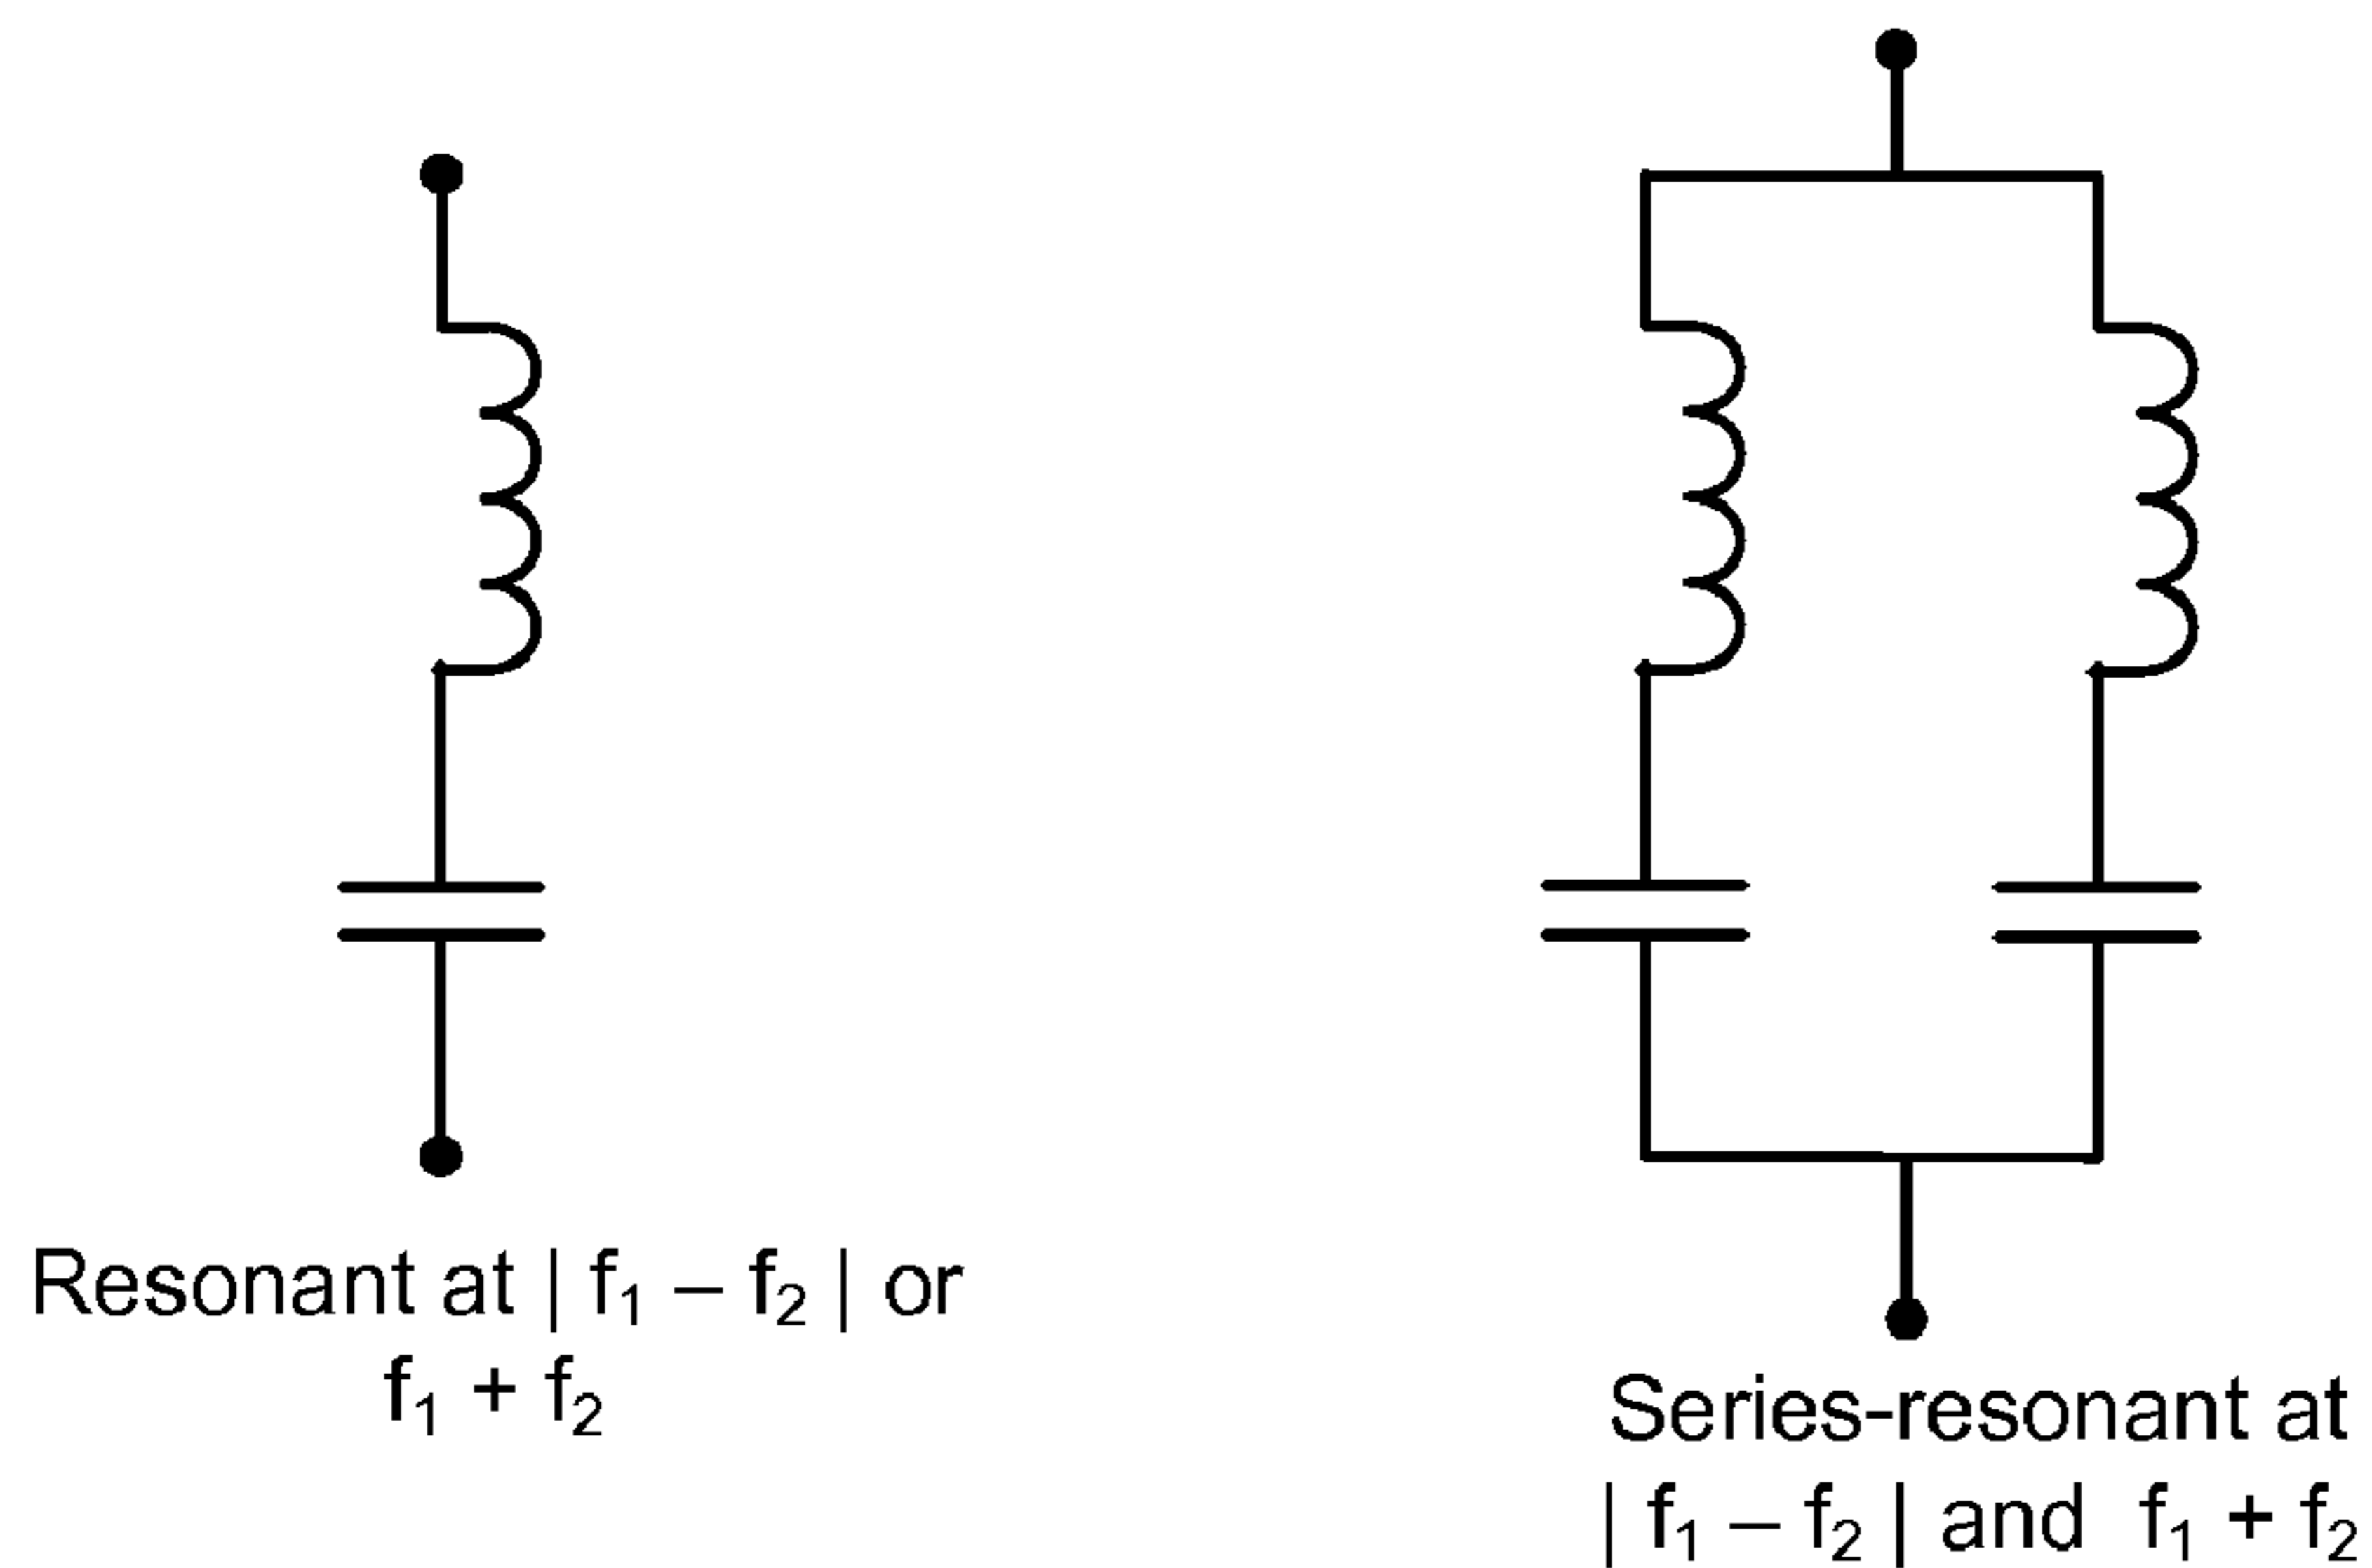 Resonant at | f₁ – f₂ | or
f₁ + f₂
Series-resonant at
| f₁ – f₂ | and f₁ + f₂